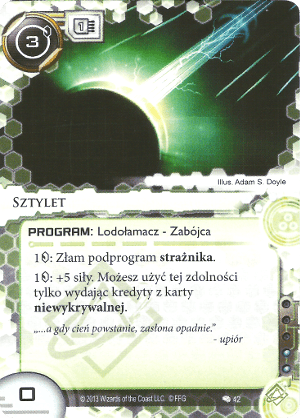 3
1
Illus. Adam S. Doyle
SZTYLET
PROGRAM: Lodołamacz - Zabójca
1: Złam podprogram strażnika.
1: +5 siły. Możesz użyć tej zdolności
tylko wydając kredyty z karty
niewykrywalnej.
„...a gdy cień powstanie, zasłona opadnie.”
- upiór
0
© 2013 Wizards of the Coast LLC. © FFG 42